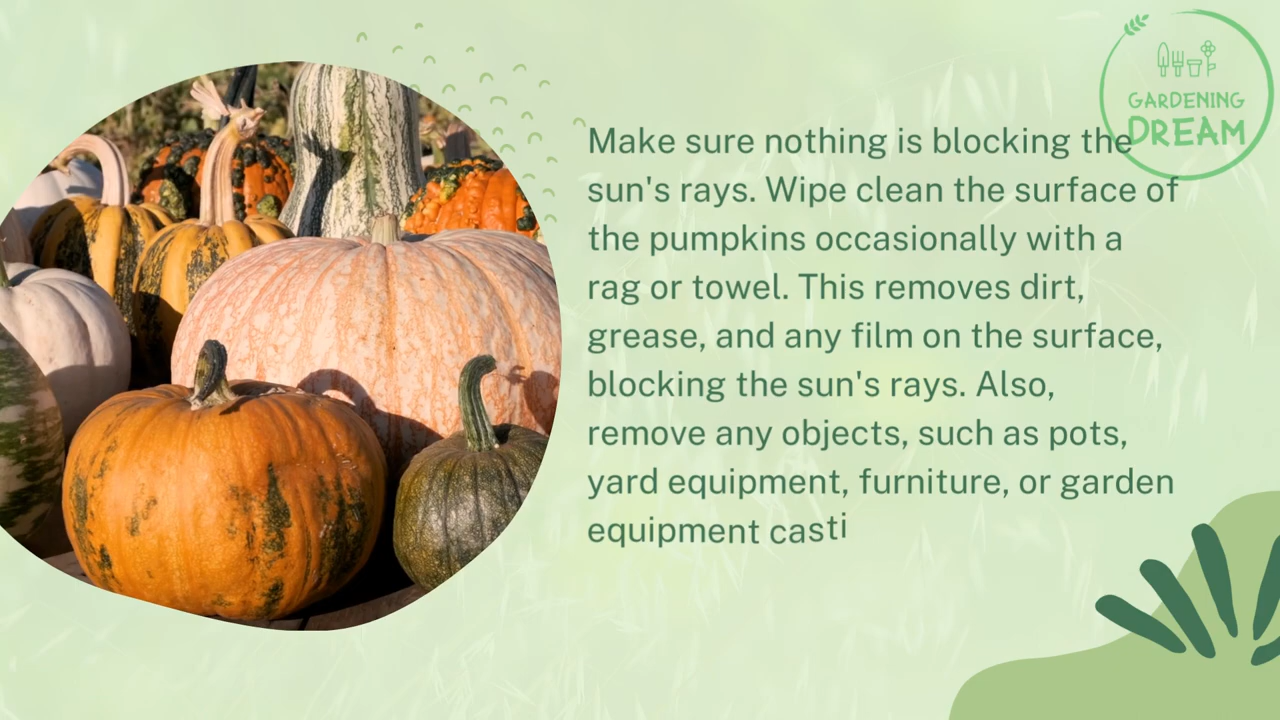 GARDENING
DREAM
Make sure nothing is blocking the
sun's rays. Wipe clean the surface of
the pumpkins occasionally with a
rag or towel. This removes dirt,
grease, and any film on the surface,
blocking the sun's rays. Also,
remove any objects, such as pots,
yard equipment, furniture, or garden
equipment casti